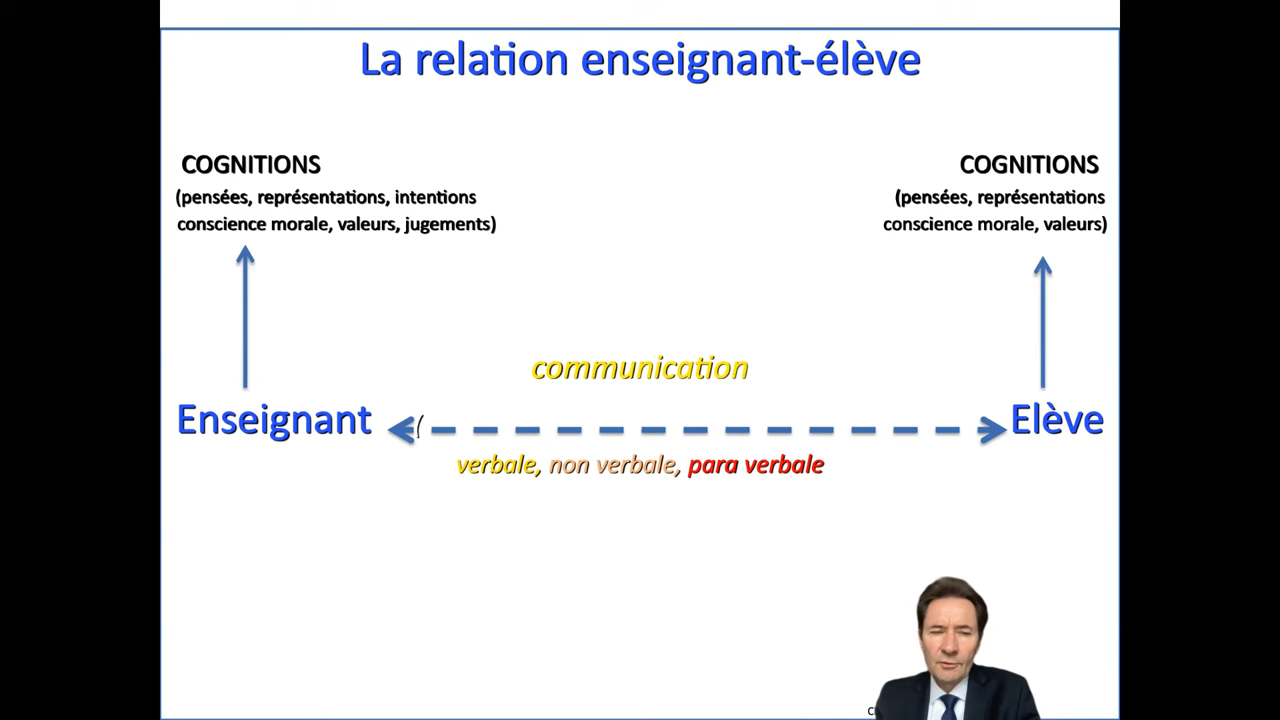 La relation enseignant-élève
COGNITIONS
(pensées, représentations, intentions
conscience morale, valeurs, jugements)
COGNITIONS
(pensées, représentations
conscience morale, valeurs)
communication
Enseignant
(
Elève
verbale, non verbale, para verbale